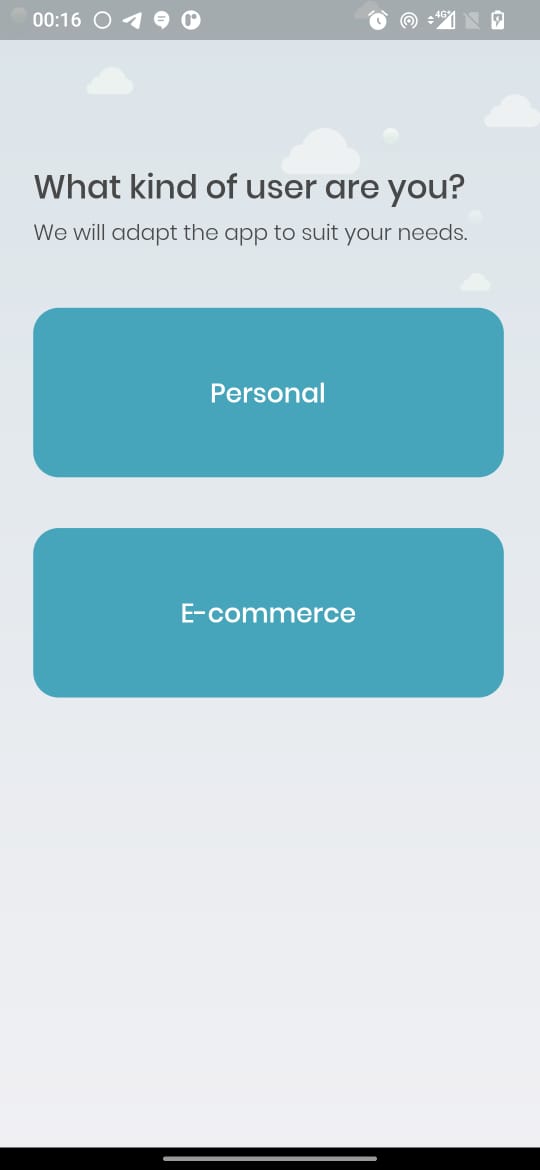 00:16
4G
What kind of user are you?
We will adapt the app to suit your needs.
Personal
E-commerce